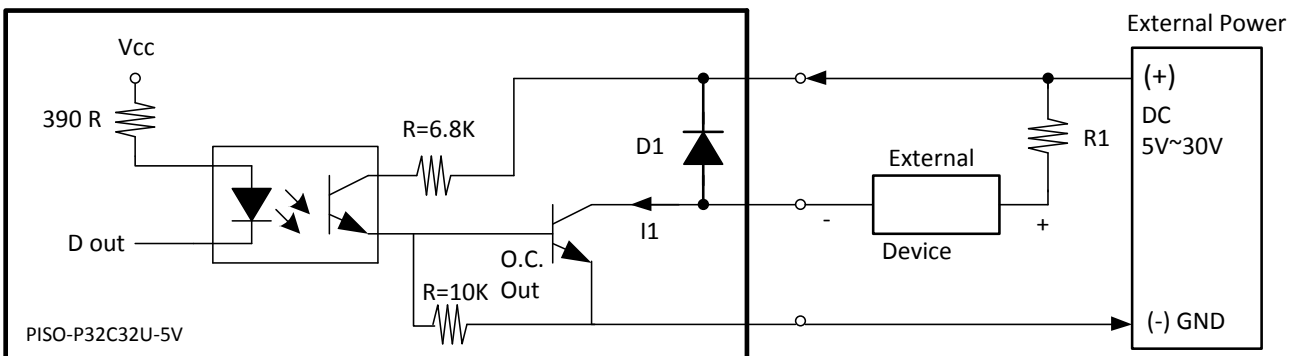 External Power
Vcc
(+)
390 R
R=6.8K
D1
R1
DC
5V~30V
External
D out
I1
-
+
Device
O.C.
Out
R=10K
PISO-P32C32U-5V
(-) GND